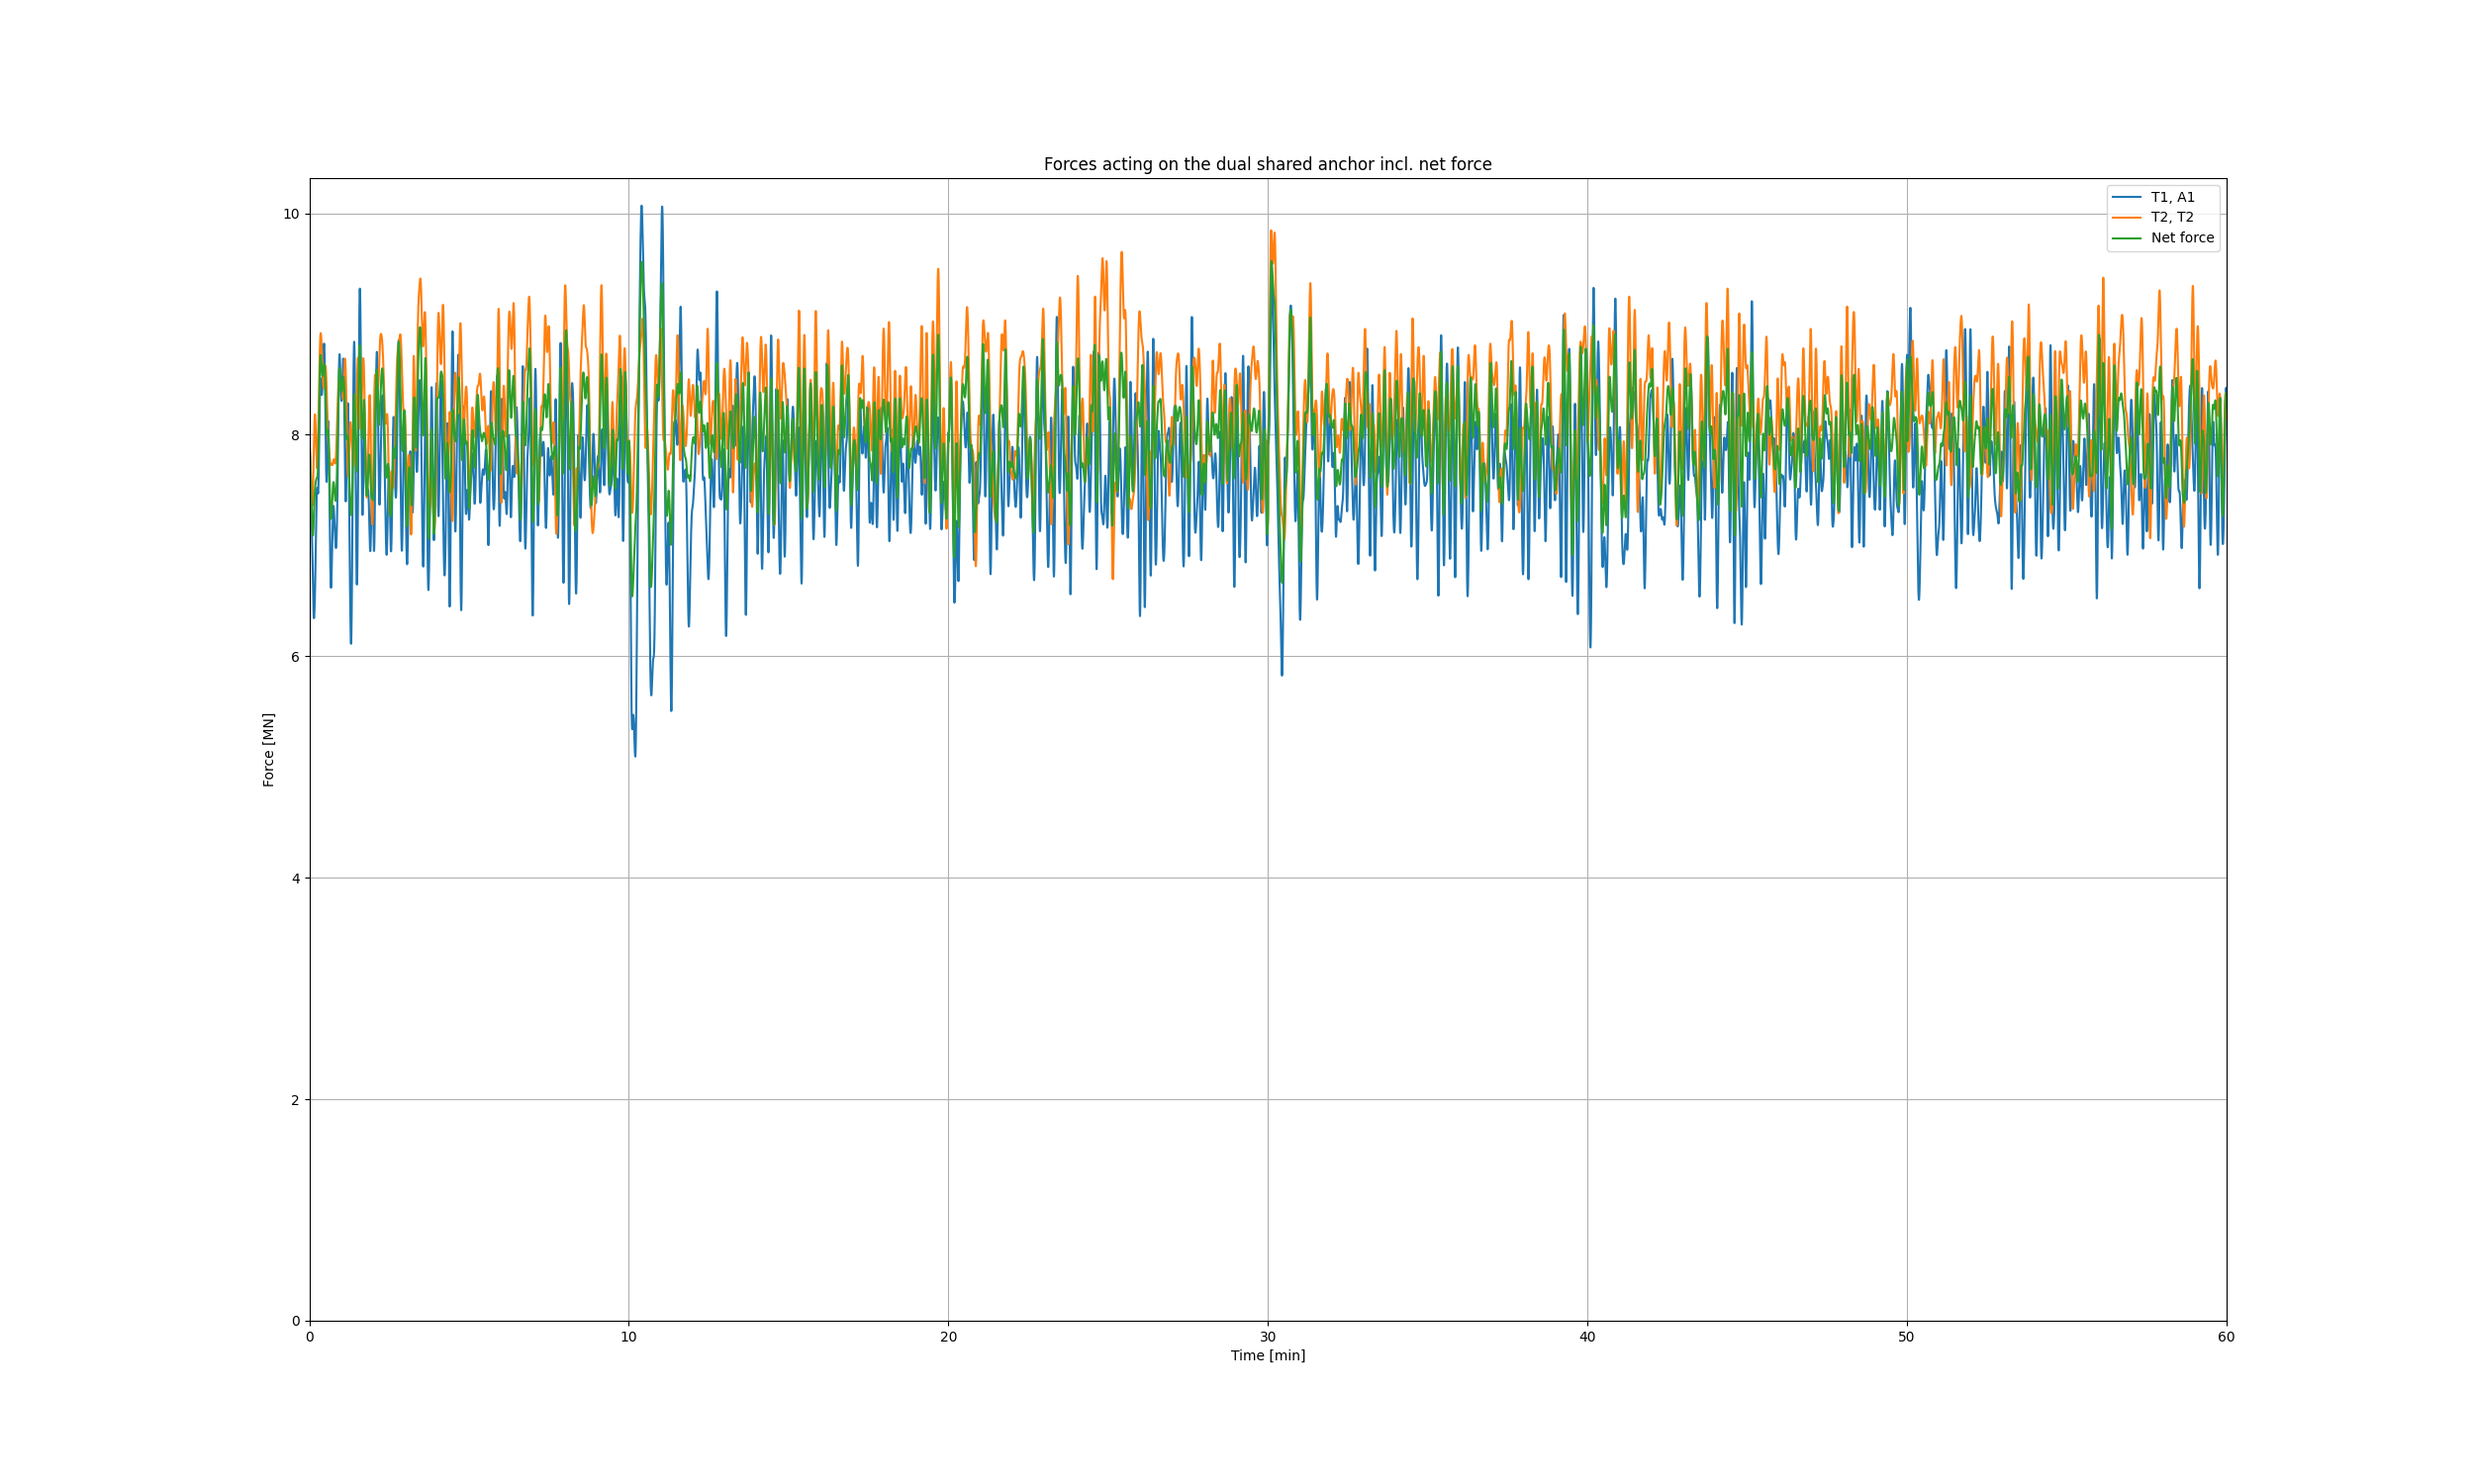 Forces acting on the dual shared anchor incl. net force
T1, A1
T2, T2
Net force
Force [MN]
10
8
6
4
2
0
0 10 20 30 40 50 60
Time [min]